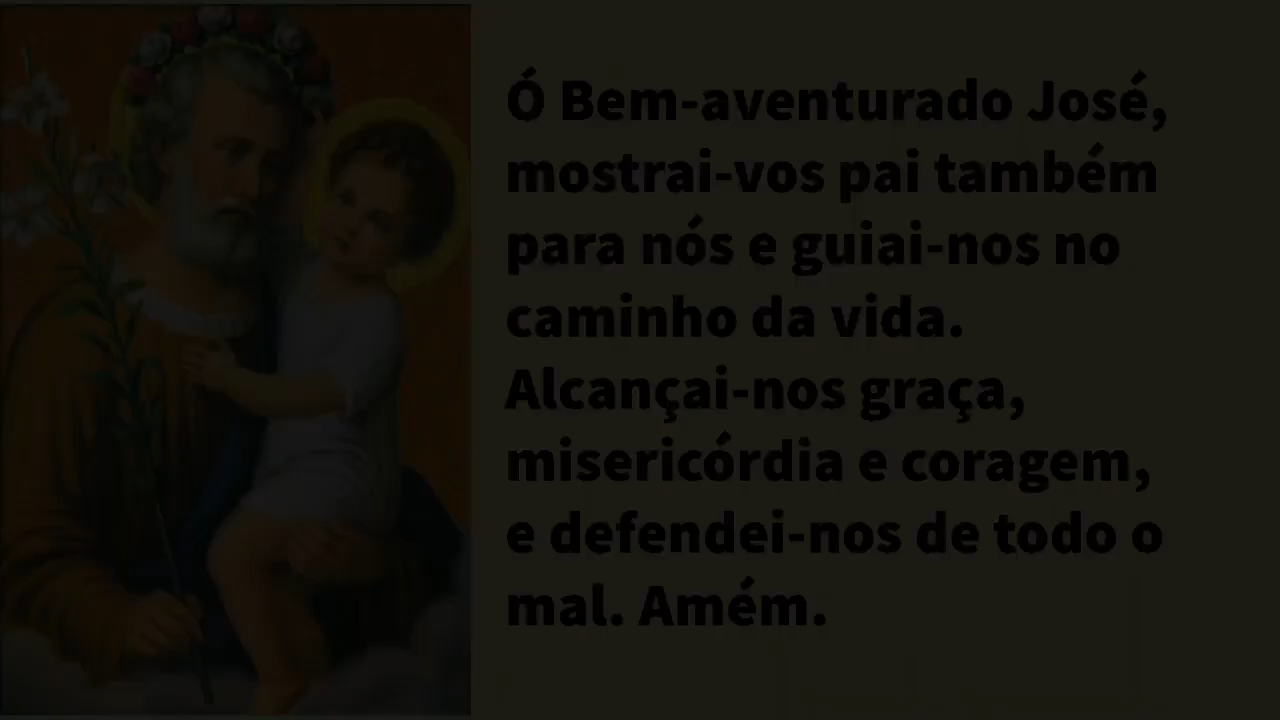 Ó Bem-aventurado José,
mostrai-vos pai também
para nós e guiai-nos no
caminho da vida.
Alcançai-nos graça,
misericórdia e coragem,
e defendei-nos de todo o
mal. Amém.